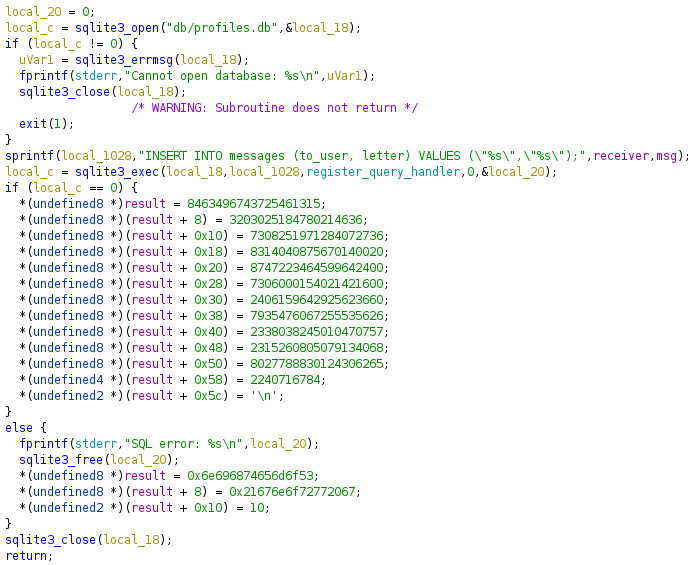 local_20 = 0;
local_c = sqlite3_open("db/profiles.db",&local_18);
if (local_c != 0) {
uVar1 = sqlite3_errmsg(local_18);
fprintf(stderr,"Cannot open database: %s\n",uVar1);
sqlite3_close(local_18);
/* WARNING: Subroutine does not return */
exit(1);
}
sprintf(local_1028,"INSERT INTO messages (to_user, letter) VALUES (\"%s\",\"%s\");",receiver,msg);
local_c = sqlite3_exec(local_18,local_1028,register_query_handler,0,&local_20);
if (local_c == 0) {
*(undefined8 *)result = 8463496743725461315;
*(undefined8 *)(result + 8) = 3203025184780214636;
*(undefined8 *)(result + 0x10) = 7308251971284072736;
*(undefined8 *)(result + 0x18) = 8314040875670140020;
*(undefined8 *)(result + 0x20) = 8747223464599642400;
*(undefined8 *)(result + 0x28) = 7306000154021421600;
*(undefined8 *)(result + 0x30) = 2406159642925623660;
*(undefined8 *)(result + 0x38) = 7935476067255535626;
*(undefined8 *)(result + 0x40) = 2338038245010470757;
*(undefined8 *)(result + 0x48) = 2315260805079134068;
*(undefined8 *)(result + 0x50) = 8027788830124306265;
*(undefined4 *)(result + 0x58) = 2240716784;
*(undefined2 *)(result + 0x5c) = '\n';
}
else {
fprintf(stderr,"SQL error: %s\n",local_20);
sqlite3_free(local_20);
*(undefined8 *)result = 0x6e696874656d6f53;
*(undefined8 *)(result + 8) = 0x21676e6f72772067;
*(undefined2 *)(result + 0x10) = 10;
}
sqlite3_close(local_18);
return;